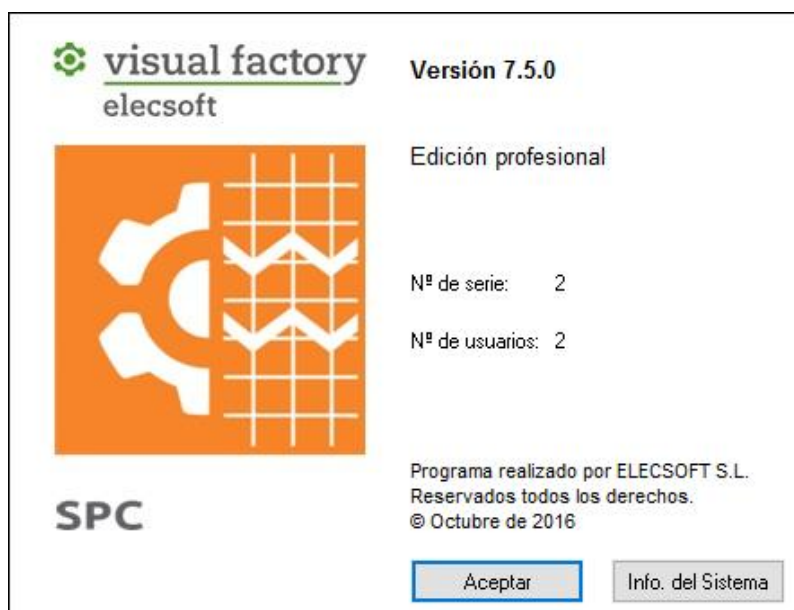 visual factory
elecsoft
SPC
Versión 7.5.0
Edición profesional
Nº de serie: 2
Nº de usuarios: 2
Programa realizado por ELECSOFT S.L.
Reservados todos los derechos.
© Octubre de 2016
Aceptar
Info. del Sistema